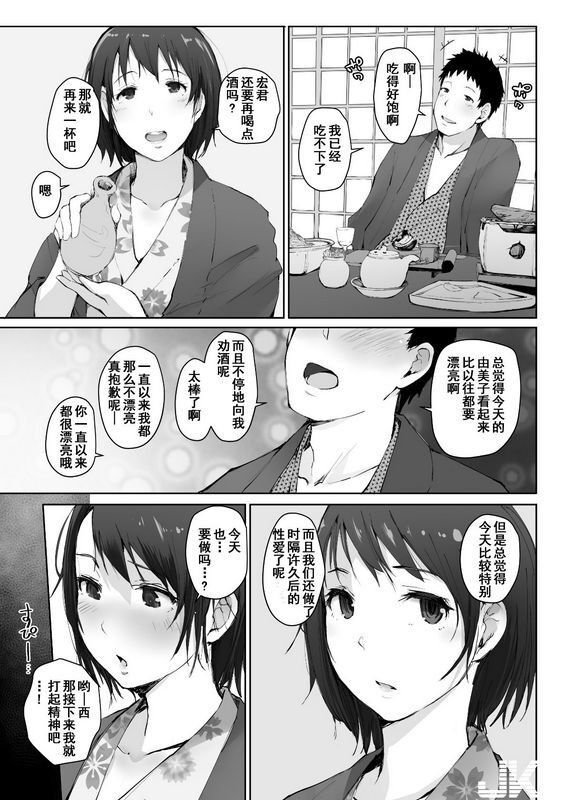 啊—
吃得好饱啊
我已经
吃不下了
宏君
还要再喝点
酒吗?
那就
再来一杯吧
嗯
总觉得今天的
由美子看起来
比以往都要
漂亮啊
而且不停地向我
劝酒呢
太棒了啊
一直以来我都
那么不漂亮
真抱歉呢—
你一直以来
都很漂亮哦
但是总觉得
今天比较特别
而且我们还做了
时隔许久后的
性爱了呢
今天
也…
要做吗…?
すぴー…
哟—西
那接下来我就
打起精神吧
…!
JK